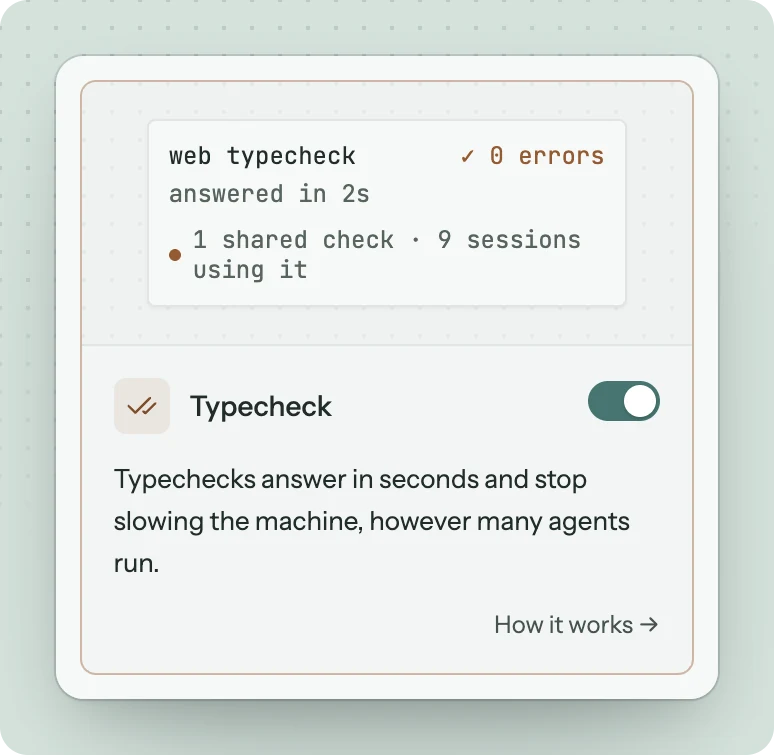 web typecheck ✓ 0 errors
answered in 2s
1 shared check · 9 sessions
using it
Typecheck
Typechecks answer in seconds and stop
slowing the machine, however many agents
run.
How it works →